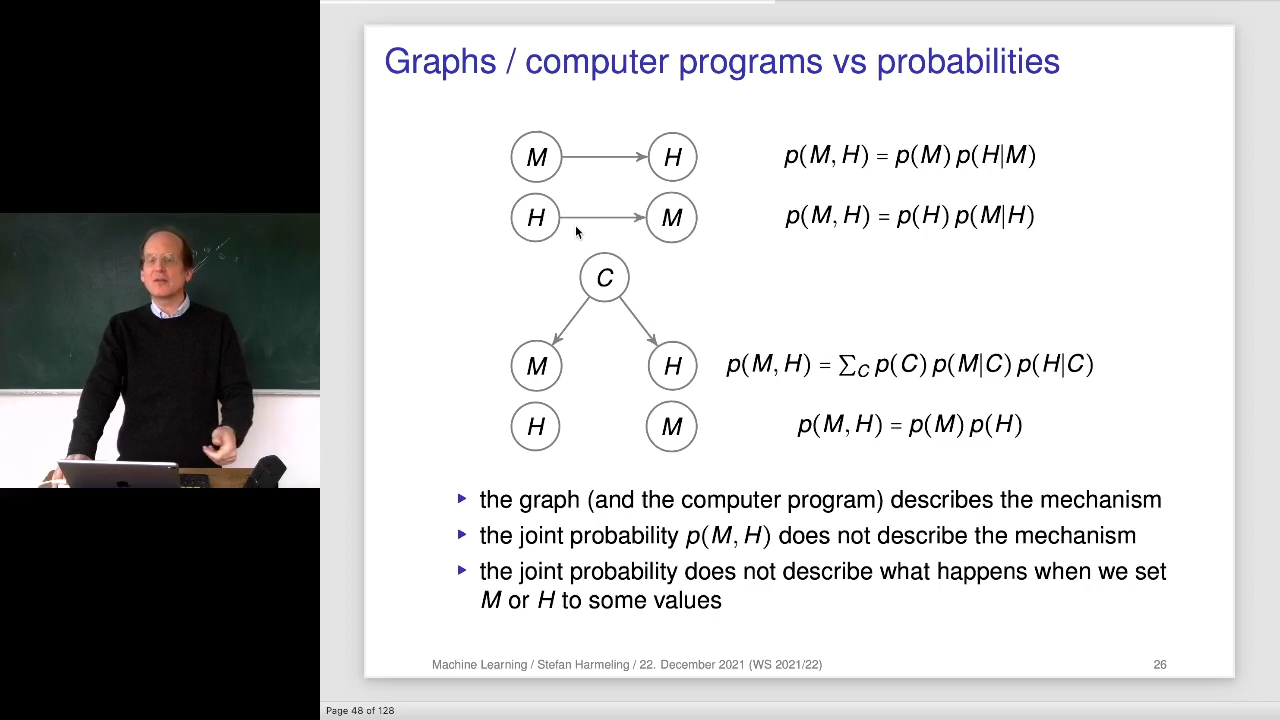 Graphs / computer programs vs probabilities
M H p(M, H) = p(M) p(H|M)
H M p(M, H) = p(H) p(M|H)
C
M H p(M, H) = ∑C p(C) p(M|C) p(H|C)
H M p(M, H) = p(M) p(H)
▸ the graph (and the computer program) describes the mechanism
▸ the joint probability p(M, H) does not describe the mechanism
▸ the joint probability does not describe what happens when we set
M or H to some values
Machine Learning / Stefan Harmeling / 22. December 2021 (WS 2021/22) 26
Page 48 of 128